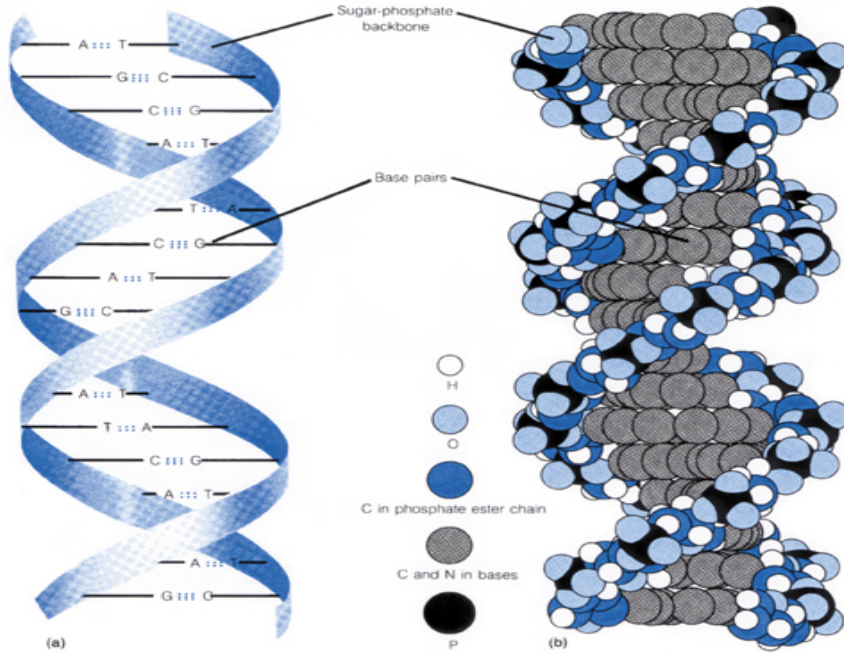 Sugar-phosphate
backbone
A T
G C
C G
A T
Base pairs
T A
C G
A T
G C
A T
T A
C G
A T
A T
G C
H
O
C in phosphate ester chain
C and N in bases
P
(a)
(b)